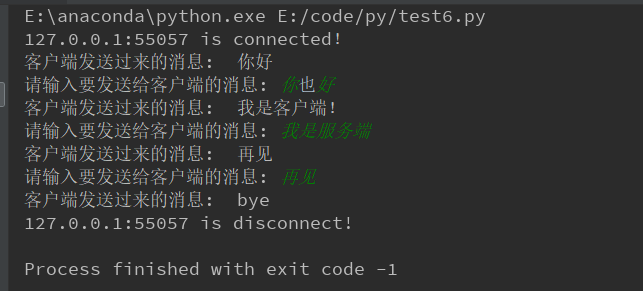 E:\anaconda\python.exe E:/code/py/test6.py
127.0.0.1:55057 is connected!
客户端发送过来的消息:  你好
请输入要发送给客户端的消息: 你也好
客户端发送过来的消息:  我是客户端!
请输入要发送给客户端的消息: 我是服务端
客户端发送过来的消息:  再见
请输入要发送给客户端的消息: 再见
客户端发送过来的消息:  bye
127.0.0.1:55057 is disconnect!
Process finished with exit code -1